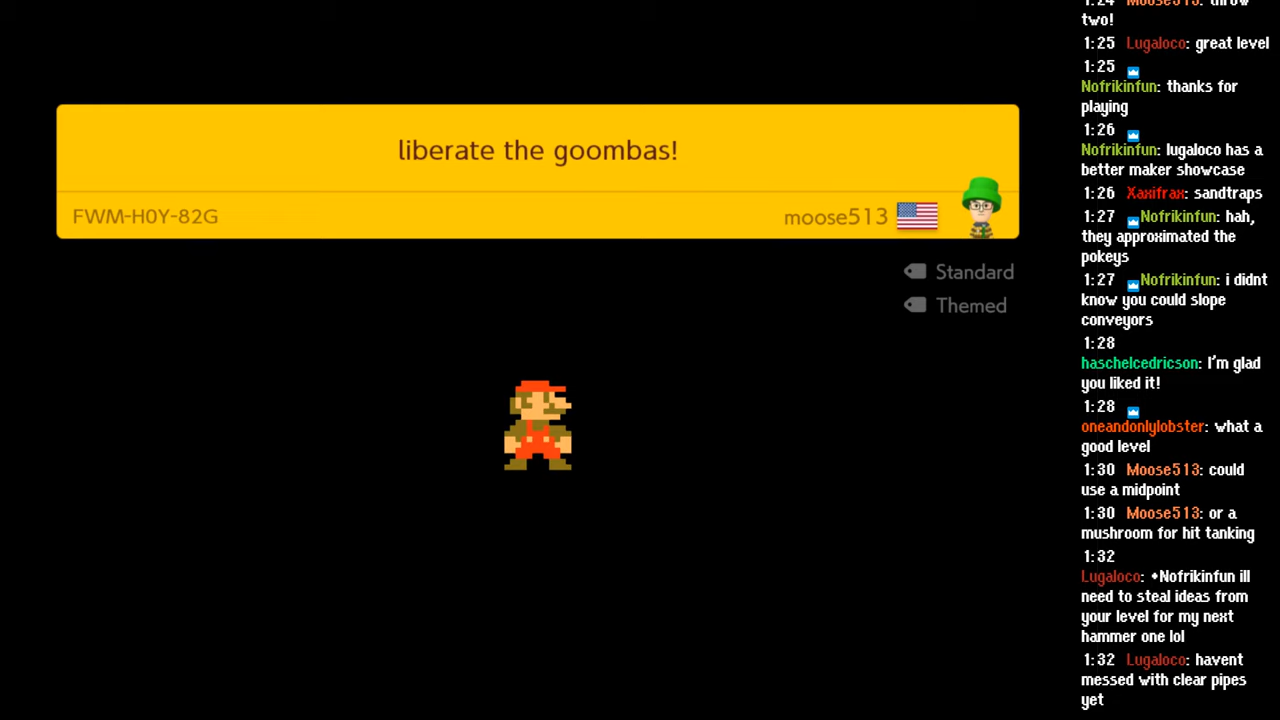 liberate the goombas!
FWM-H0Y-82G
moose513
Standard
Themed
two!
1:25 Lugaloco: great level
1:25
Nofrikinfun: thanks for
playing
1:26
Nofrikinfun: lugaloco has a
better maker showcase
1:26 Xaxifrax: sandtraps
1:27 Nofrikinfun: hah,
they approximated the
pokeys
1:27 Nofrikinfun: i didnt
know you could slope
conveyors
1:28
haschelcedricson: I'm glad
you liked it!
1:28
oneandonlylobster: what a
good level
1:30 Moose513: could
use a midpoint
1:30 Moose513: or a
mushroom for hit tanking
1:32
Lugaloco: •Nofrikinfun ill
need to steal ideas from
your level for my next
hammer one lol
1:32 Lugaloco: havent
messed with clear pipes
yet